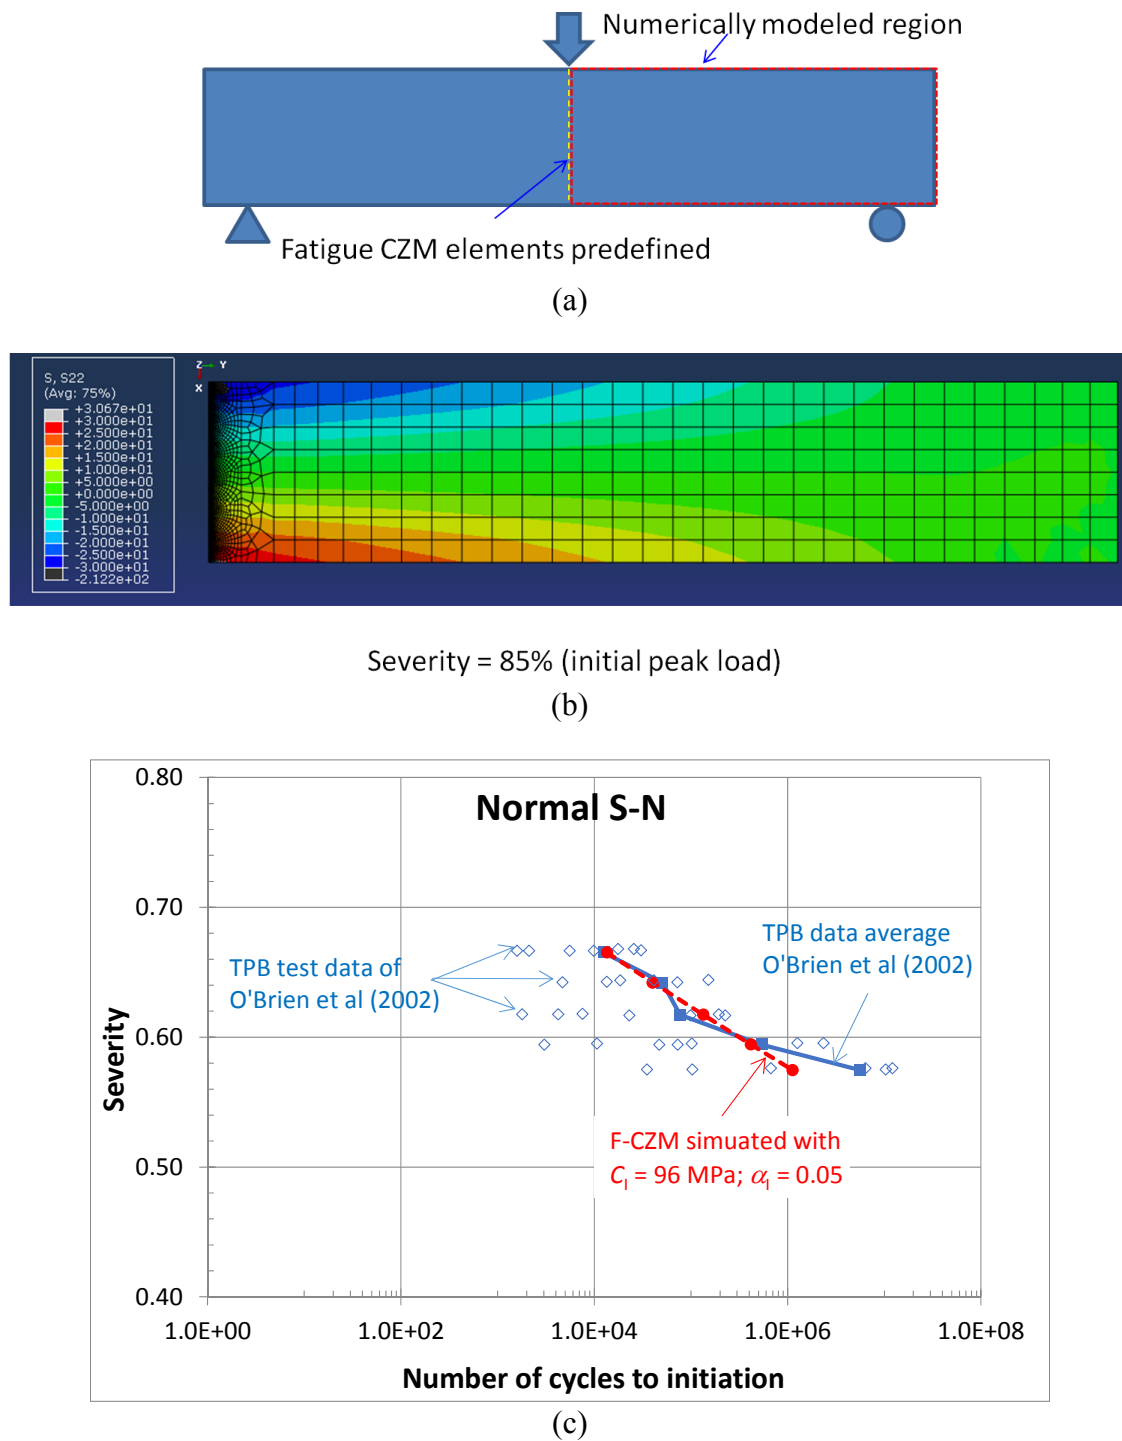 Numerically modeled region
Fatigue CZM elements predefined
(a)
S, S22
(Avg: 75%)
+3.067e+01
+3.000e+01
+2.500e+01
+2.000e+01
+1.000e+01
+5.000e+00
+0.000e+00
-5.000e+00
-1.000e+01
-1.500e+01
-2.000e+01
-2.500e+01
-3.000e+01
-2.122e+02
Z Y
X
Severity = 85% (initial peak load)
(b)
Normal S-N
0.80
0.70
0.60
0.50
0.40
Severity
TPB test data of
O'Brien et al (2002)
TPB data average
O'Brien et al (2002)
F-CZM simuated with
C_I = 96 MPa; α_I = 0.05
1.0E+00 1.0E+02 1.0E+04 1.0E+06 1.0E+08
Number of cycles to initiation
(c)